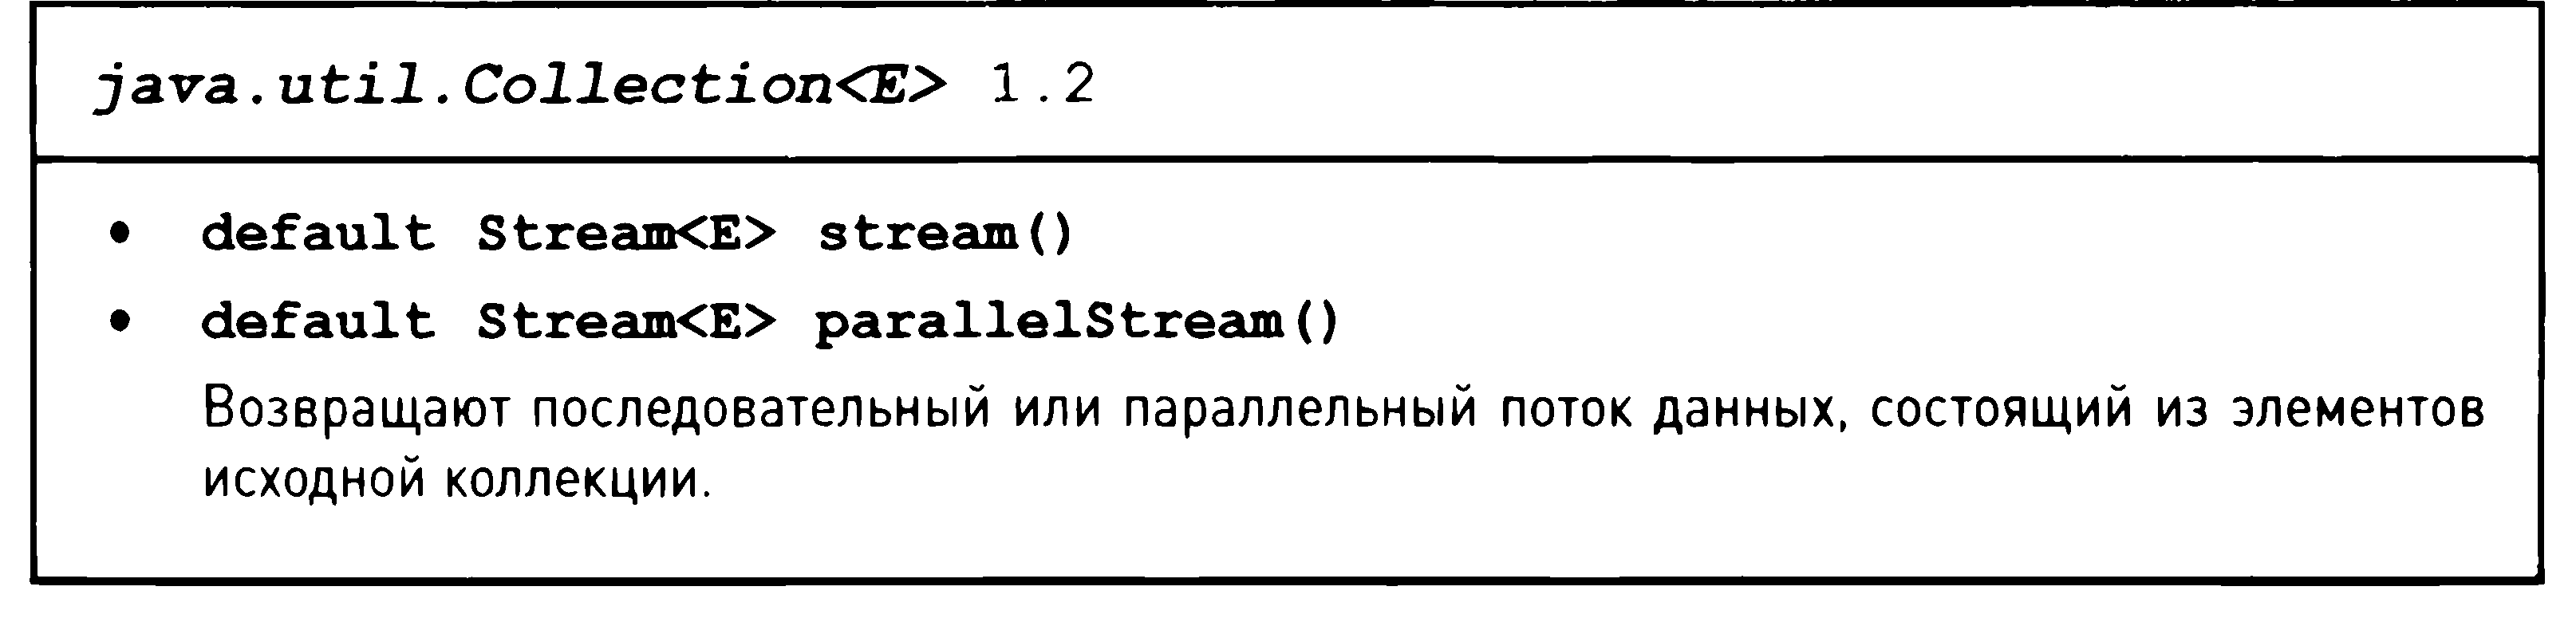 java.util.Collection<E> 1.2
• default Stream<E> stream()
• default Stream<E> parallelStream()
Возвращают последовательный или параллельный поток данных, состоящий из элементов
исходной коллекции.